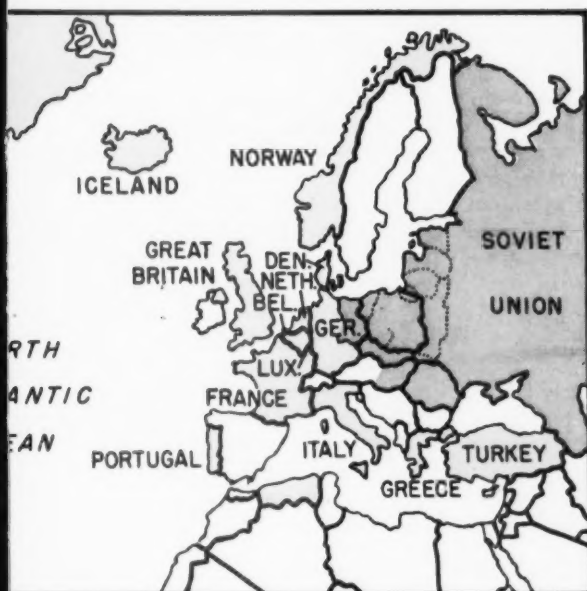 NORWAY
ICELAND
GREAT
BRITAIN
DEN.
NETH.
BEL.
GER.
SOVIET
UNION
RTH
ANTIC
EAN
LUX.
FRANCE
PORTUGAL
ITALY
GREECE
TURKEY